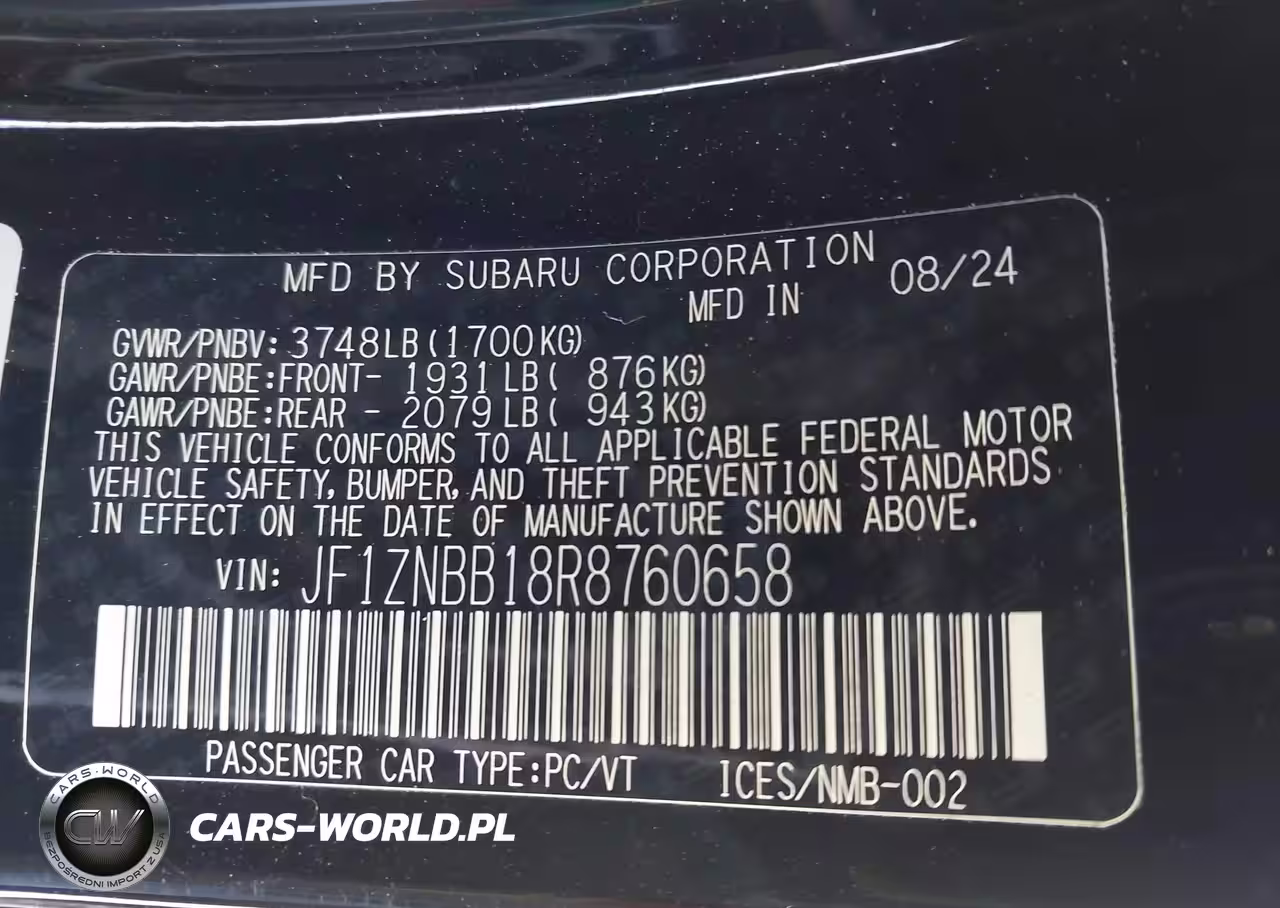 MFD BY SUBARU CORPORATION 08/24
MFD IN
GVWR/PNBV: 3748LB(1700KG)
GAWR/PNBE:FRONT- 1931LB( 876KG)
GAWR/PNBE:REAR - 2079LB( 943KG)
THIS VEHICLE CONFORMS TO ALL APPLICABLE FEDERAL MOTOR
VEHICLE SAFETY, BUMPER, AND THEFT PREVENTION STANDARDS
IN EFFECT ON THE DATE OF MANUFACTURE SHOWN ABOVE.
VIN: JF1ZNBB18R8760658
PASSENGER CAR TYPE:PC/VT ICES/NMB-002
CARS-WORLD
CW
BEZPOŚREDNI IMPORT Z USA
CARS-WORLD.PL